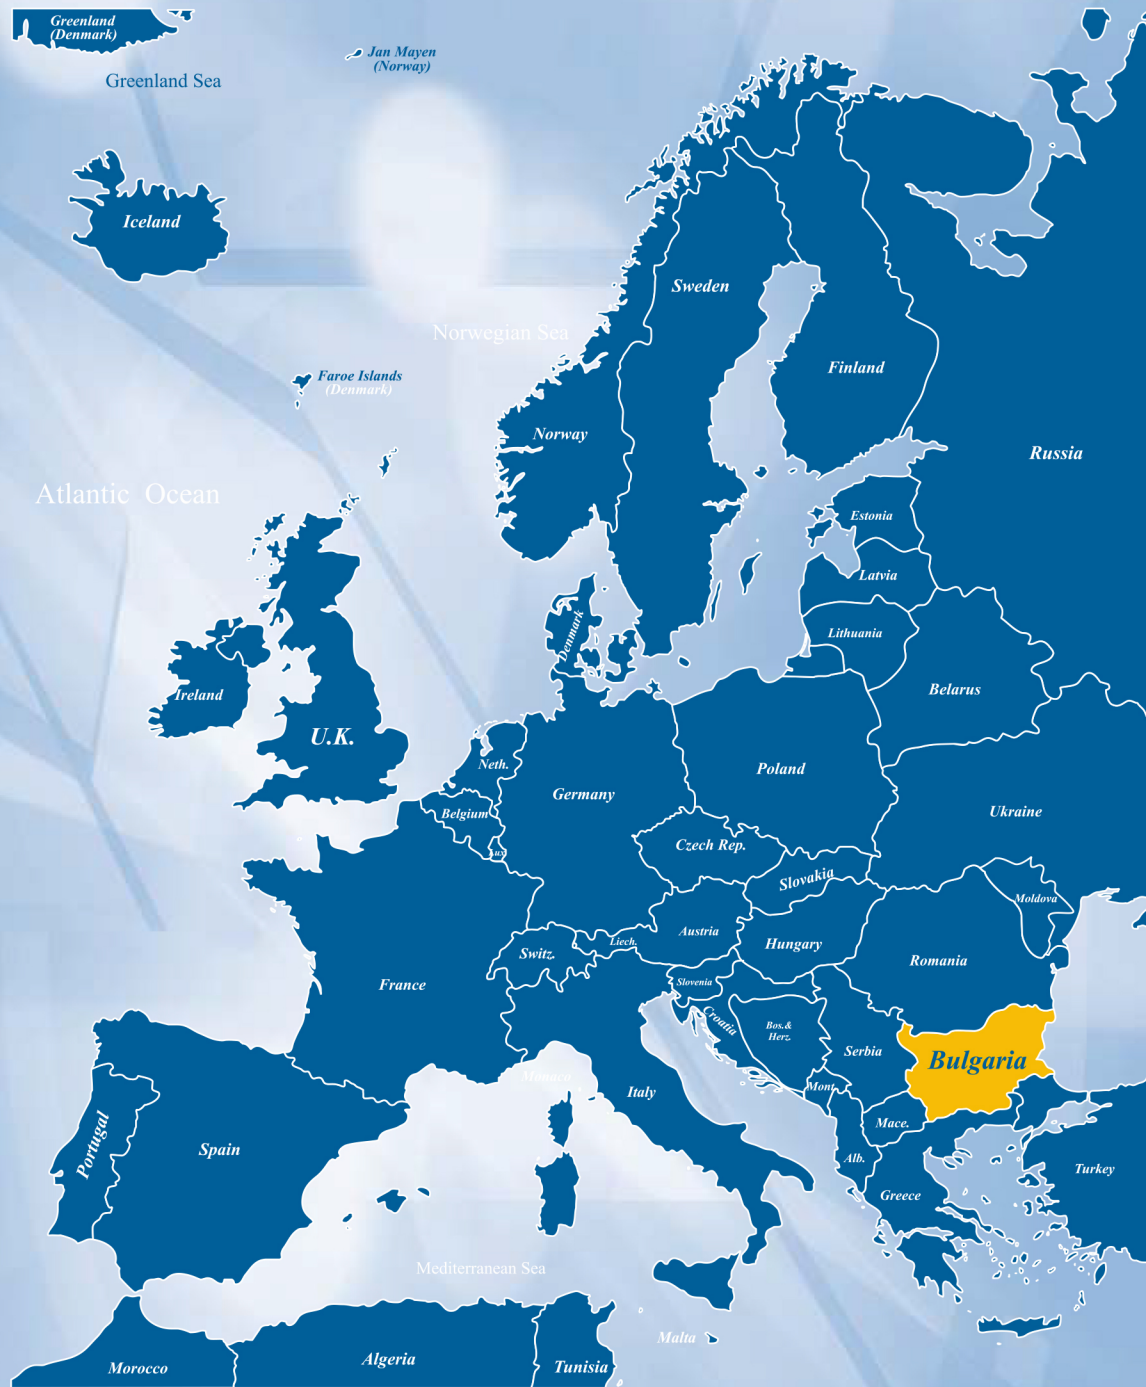 Greenland
(Denmark)
Jan Mayen
(Norway)
Greenland Sea
Iceland
Sweden
Norwegian Sea
Finland
Faroe Islands
(Denmark)
Norway
Russia
Atlantic Ocean
Estonia
Latvia
Lithuania
Denmark
Belarus
Ireland
U.K.
Neth.
Poland
Germany
Belgium
Ukraine
Czech Rep.
Lux.
Slovakia
Moldova
Austria
Liech.
Hungary
Switz.
Romania
France
Slovenia
Croatia
Bos.&
Herz.
Serbia
Bulgaria
Monaco
Mont.
Italy
Mace.
Portugal
Spain
Alb.
Turkey
Greece
Mediterranean Sea
Malta
Algeria
Morocco
Tunisia